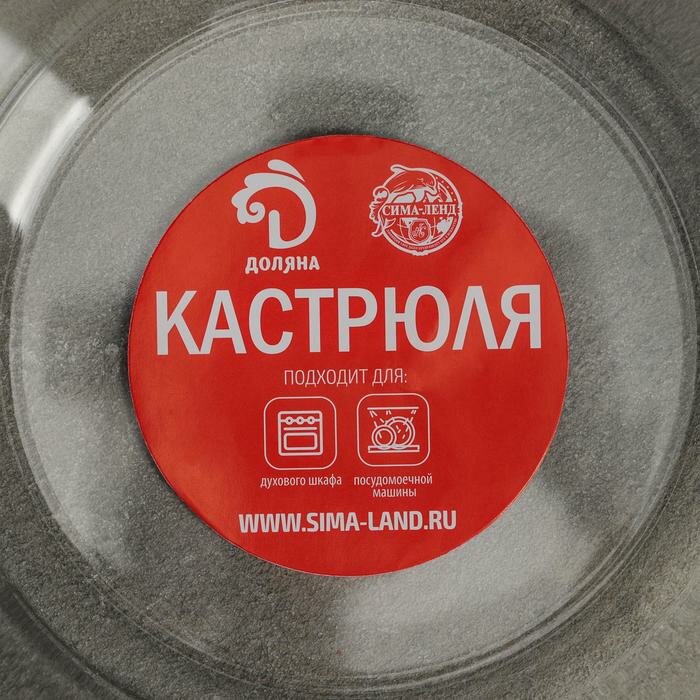 ДОЛЯНА
СИМА-ЛЕНД
КАСТРЮЛЯ
ПОДХОДИТ ДЛЯ:
духового шкафа
посудомоечной
машины
WWW.SIMA-LAND.RU